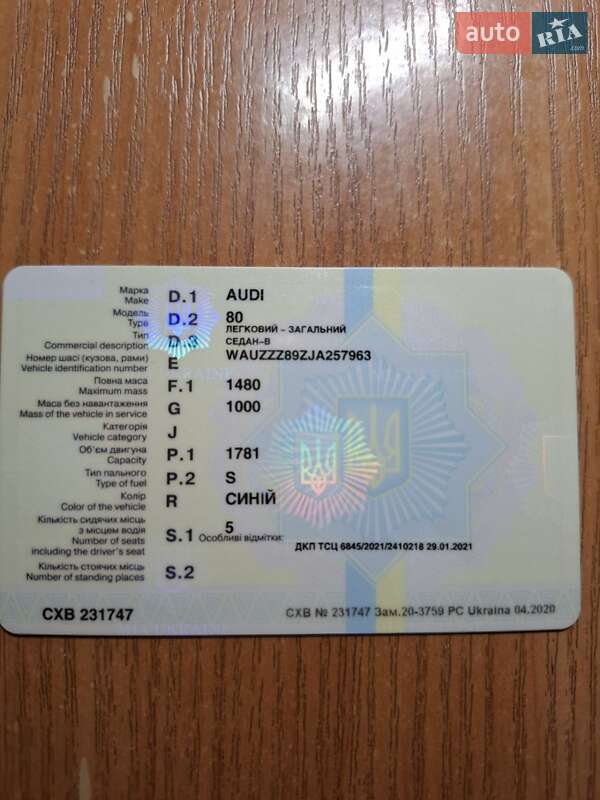 auto RIA.com
Марка
Make D.1 AUDI
Модель
Type D.2 80
Тип ЛЕГКОВИЙ - ЗАГАЛЬНИЙ
Commercial description D.3 СЕДАН-В
Номер шасі (кузова, рами)
Vehicle identification number E WAUZZZ89ZJA257963
Повна маса
Maximum mass F.1 1480
Маса без навантаження
Mass of the vehicle in service G 1000
Категорія
Vehicle category J
Об'єм двигуна
Capacity P.1 1781
Тип пального
Type of fuel P.2 S
Колір
Color of the vehicle R СИНІЙ
Кількість сидячих місць
з місцем водія
Number of seats
including the driver's seat S.1 5
Особливі відмітки: ДКП ТСЦ 6845/2021/2410218 29.01.2021
Кількість стоячих місць
Number of standing places S.2
СХВ 231747
СХВ № 231747 Зам.20-3759 PC Ukraina 04.2020